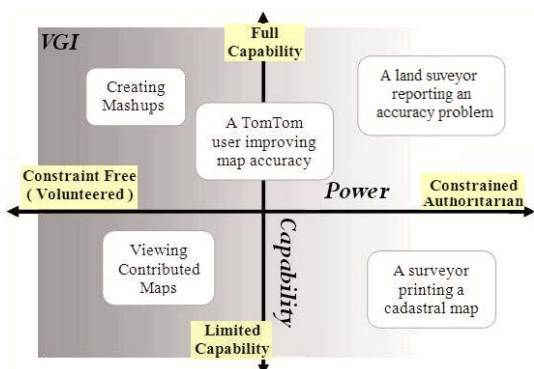 VGI
Full
Capability
Creating
Mashups
A land suveyor
reporting an
accuracy problem
A TomTom
user improving
map accuracy
Constraint Free
( Volunteered )
Power
Constrained
Authoritarian
Capability
Viewing
Contributed
Maps
A surveyor
printing a
cadastral map
Limited
Capability